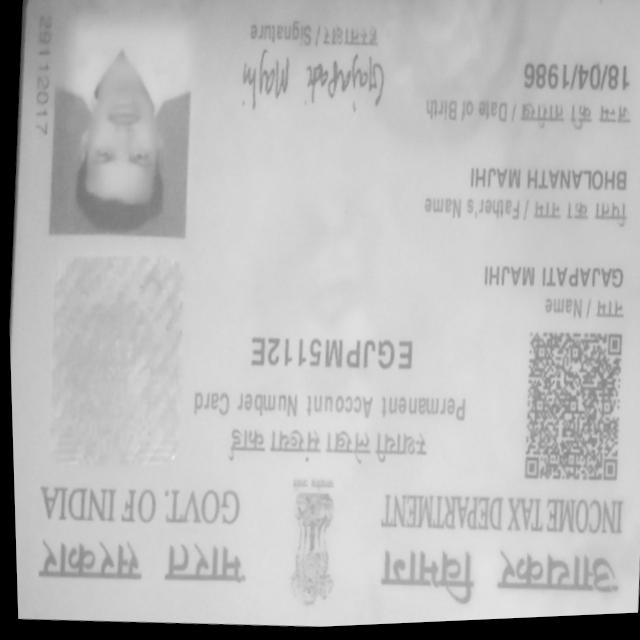 आयकर विभाग
INCOME TAX DEPARTMENT
भारत सरकार
GOVT. OF INDIA
स्थायी लेखा संख्या कार्ड
Permanent Account Number Card
EGJPM5112E
नाम / Name
GAJAPATI MAJHI
पिता का नाम / Father's Name
BHOLANATH MAJHI
जन्म की तारीख / Date of Birth
18/04/1986
Gajapati Majhi
हस्ताक्षर / Signature
29112017